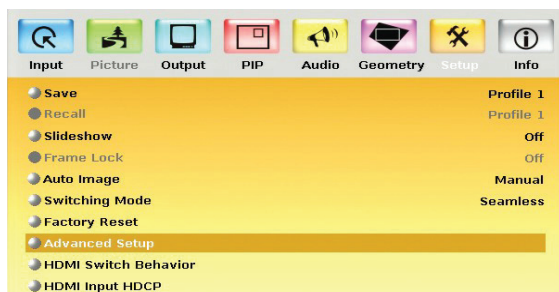 Input Picture Output PIP Audio Geometry Setup Info
Save Profile 1
Recall Profile 1
Slideshow Off
Frame Lock Off
Auto Image Manual
Switching Mode Seamless
Factory Reset
Advanced Setup
HDMI Switch Behavior
HDMI Input HDCP